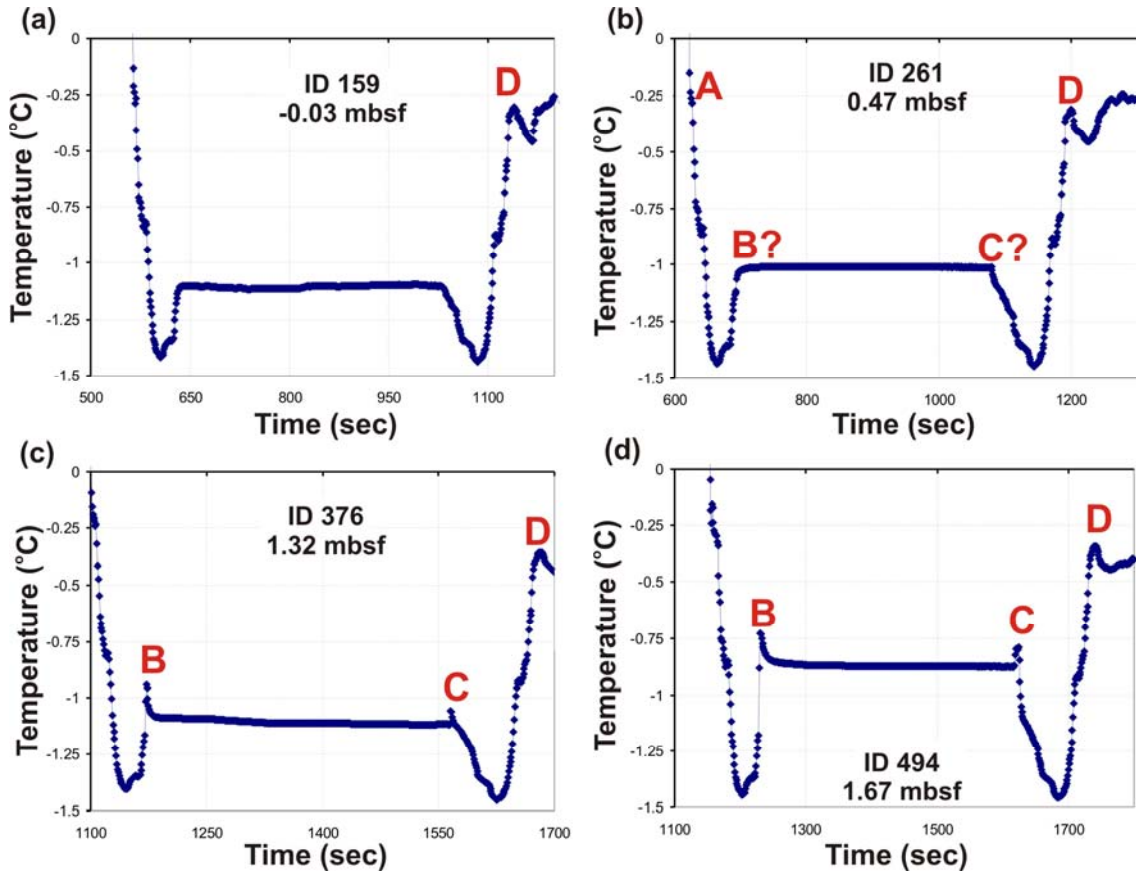 (a)
0
-0.25
-0.5
-0.75
-1
-1.25
-1.5
Temperature (°C)
ID 159
-0.03 mbsf
D
500 650 800 950 1100
Time (sec)
(b)
0
-0.25
-0.5
-0.75
-1
-1.25
-1.5
Temperature (°C)
A
ID 261
0.47 mbsf
D
B?
C?
600 800 1000 1200
Time (sec)
(c)
0
-0.25
-0.5
-0.75
-1
-1.25
-1.5
Temperature (°C)
ID 376
1.32 mbsf
D
B
C
1100 1250 1400 1550 1700
Time (sec)
(d)
0
-0.25
-0.5
-0.75
-1
-1.25
-1.5
Temperature (°C)
D
B
C
ID 494
1.67 mbsf
1100 1300 1500 1700
Time (sec)